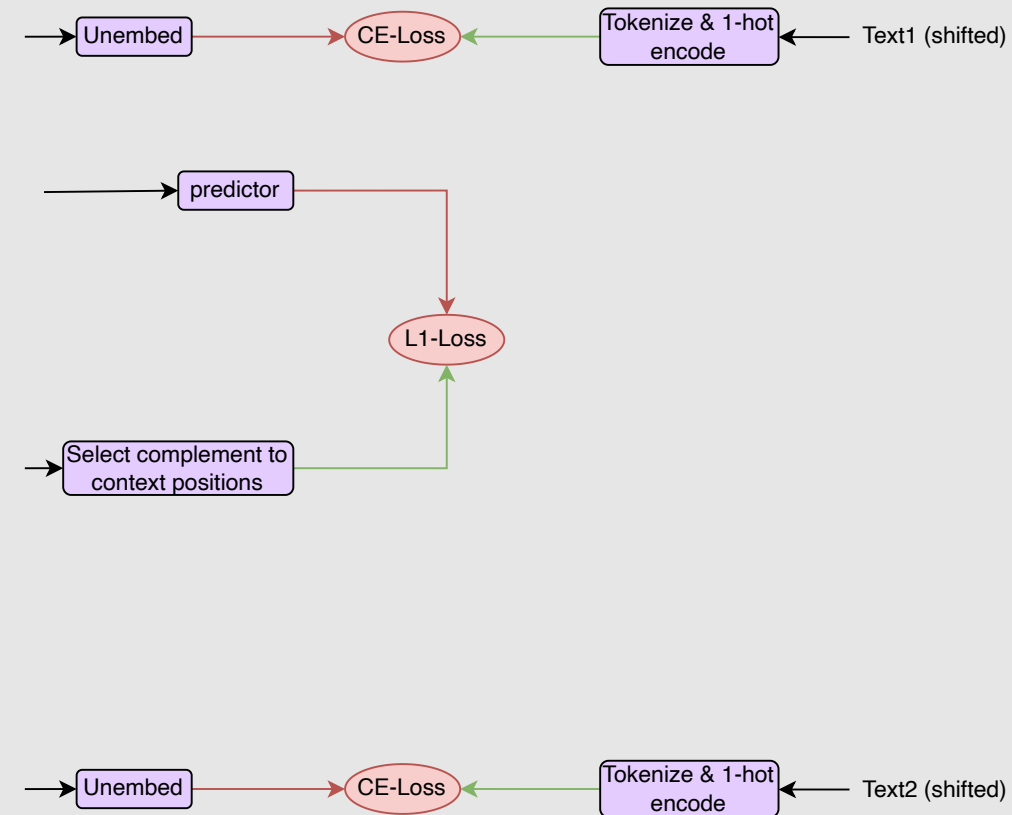 Unembed
CE-Loss
Tokenize & 1-hot
encode
Text1 (shifted)
predictor
L1-Loss
Select complement to
context positions
Unembed
CE-Loss
Tokenize & 1-hot
encode
Text2 (shifted)